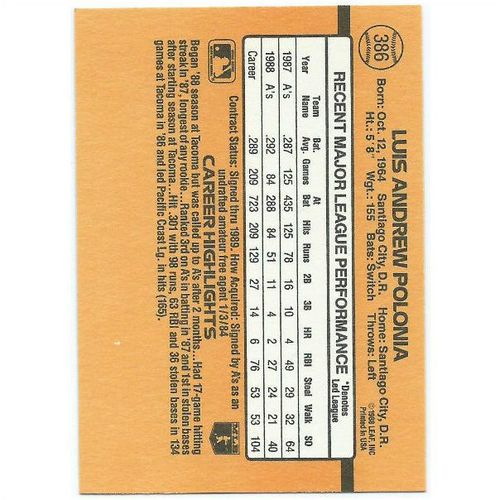 386
LUIS ANDREW POLONIA
Born: Oct. 12, 1964 Santiago City, D.R. Home: Santiago City, D.R.
Ht.: 5'8" Wgt.: 155 Bats: Switch Throws: Left
© 1988 LEAF, INC.
Printed in USA
RECENT MAJOR LEAGUE PERFORMANCE
*Denotes
Led League
Team Bat. At
Year Name Avg. Games Bat Hits Runs 2B 3B HR RBI Steal Walk SO
1987 A's .287 125 435 125 78 16 10 4 49 29 32 64
1988 A's .292 84 288 84 51 11 4 2 27 24 21 40
Career .289 209 723 209 129 27 14 6 76 53 53 104
Contract Status: Signed thru 1989. How Acquired: Signed by A's as an
undrafted amateur free agent 1/3/84
CAREER HIGHLIGHTS
Began '88 season at Tacoma but was called up to A's after 2 months...Had 17-game hitting
streak in '87, longest of any rookie...Ranked 3rd on A's in batting in '87 and 1st in stolen bases
after starting season at Tacoma...Hit .301 with 98 runs, 63 RBI and 36 stolen bases in 134
games at Tacoma in '86 and led Pacific Coast Lg. in hits (165).